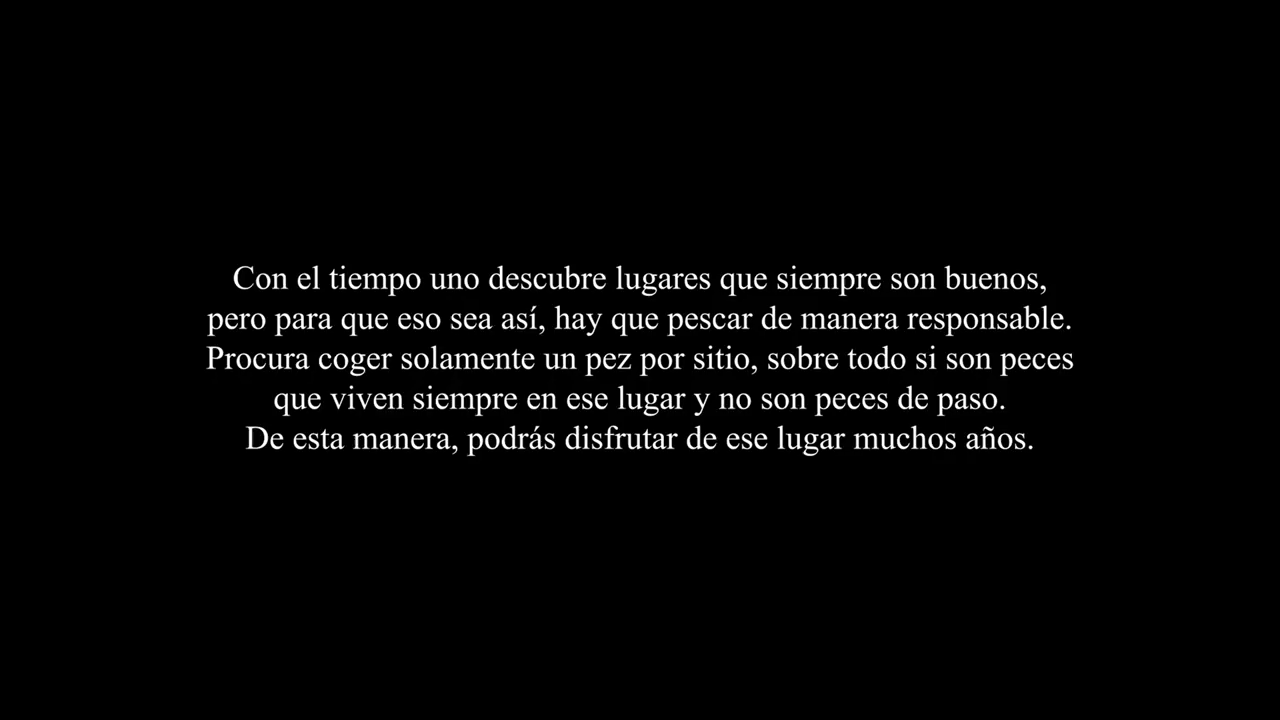 Con el tiempo uno descubre lugares que siempre son buenos,
pero para que eso sea así, hay que pescar de manera responsable.
Procura coger solamente un pez por sitio, sobre todo si son peces
que viven siempre en ese lugar y no son peces de paso.
De esta manera, podrás disfrutar de ese lugar muchos años.